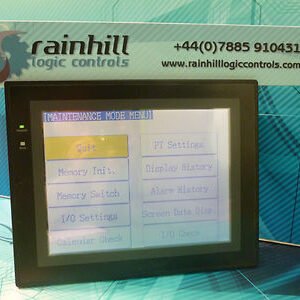 rainhill
logic controls
+44(0)7885 910431
www.rainhilllogiccontrols.com
[MAINTENANCE MODE MENU]
Quit
PT Settings
Memory Init.
Display History
Memory Switch
Alarm History
I/O Settings
Screen Data Disp.
Calendar Check
I/O Check